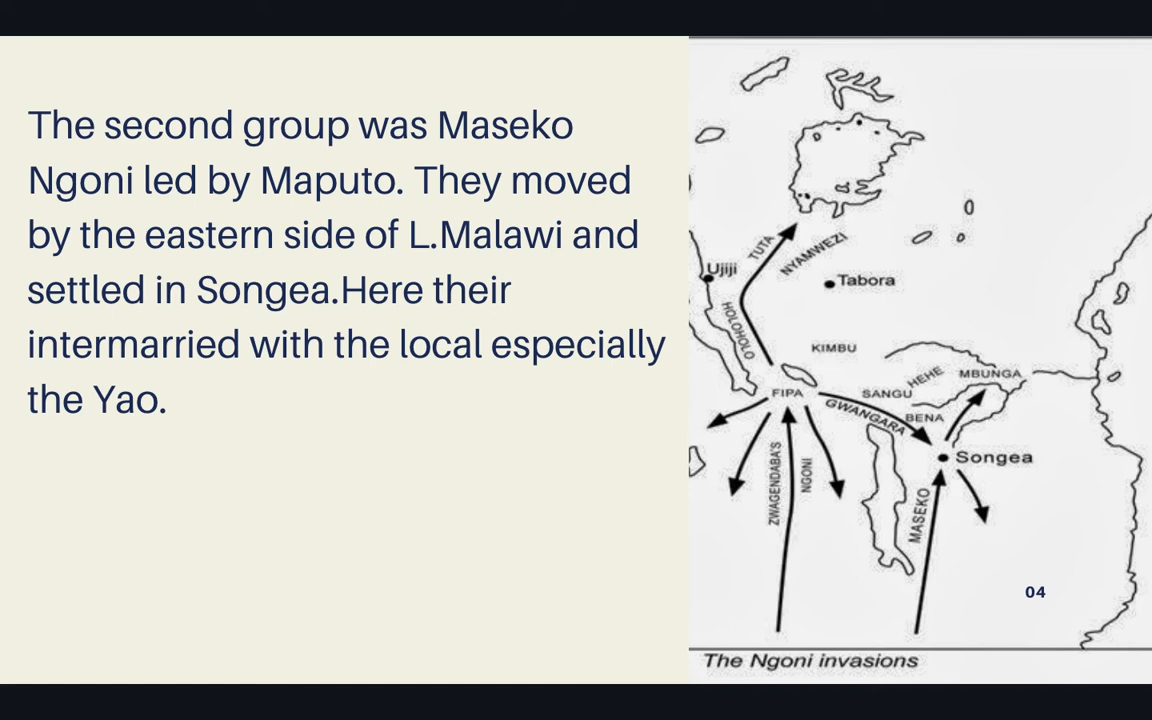 The second group was Maseko
Ngoni led by Maputo. They moved
by the eastern side of L.Malawi and
settled in Songea.Here their
intermarried with the local especially
the Yao.
TUTA
NYAMWEZI
Ujiji
Tabora
HOLOHOLO
KIMBU
HEHE
MBUNGA
FIPA
SANGU
GWANGARA
BENA
Songea
ZWAGENDABA'S
NGONI
MASEKO
04
The Ngoni invasions